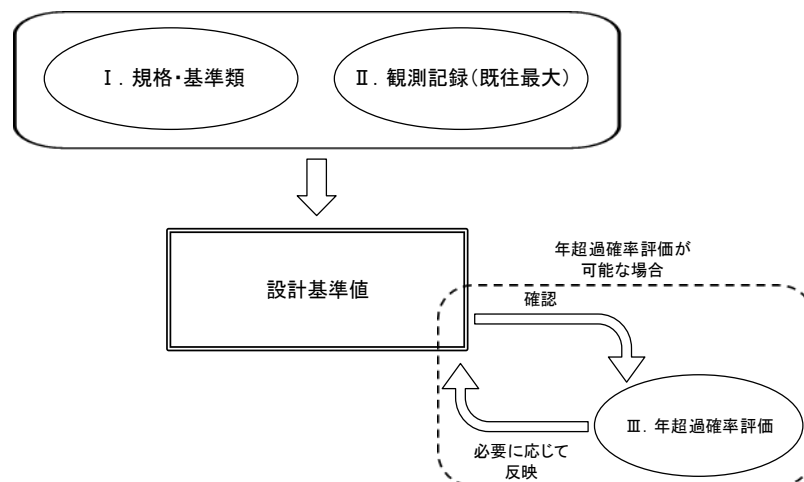 Ⅰ．規格・基準類
Ⅱ．観測記録（既往最大）
年超過確率評価が
可能な場合
設計基準値
確認
Ⅲ．年超過確率評価
必要に応じて
反映